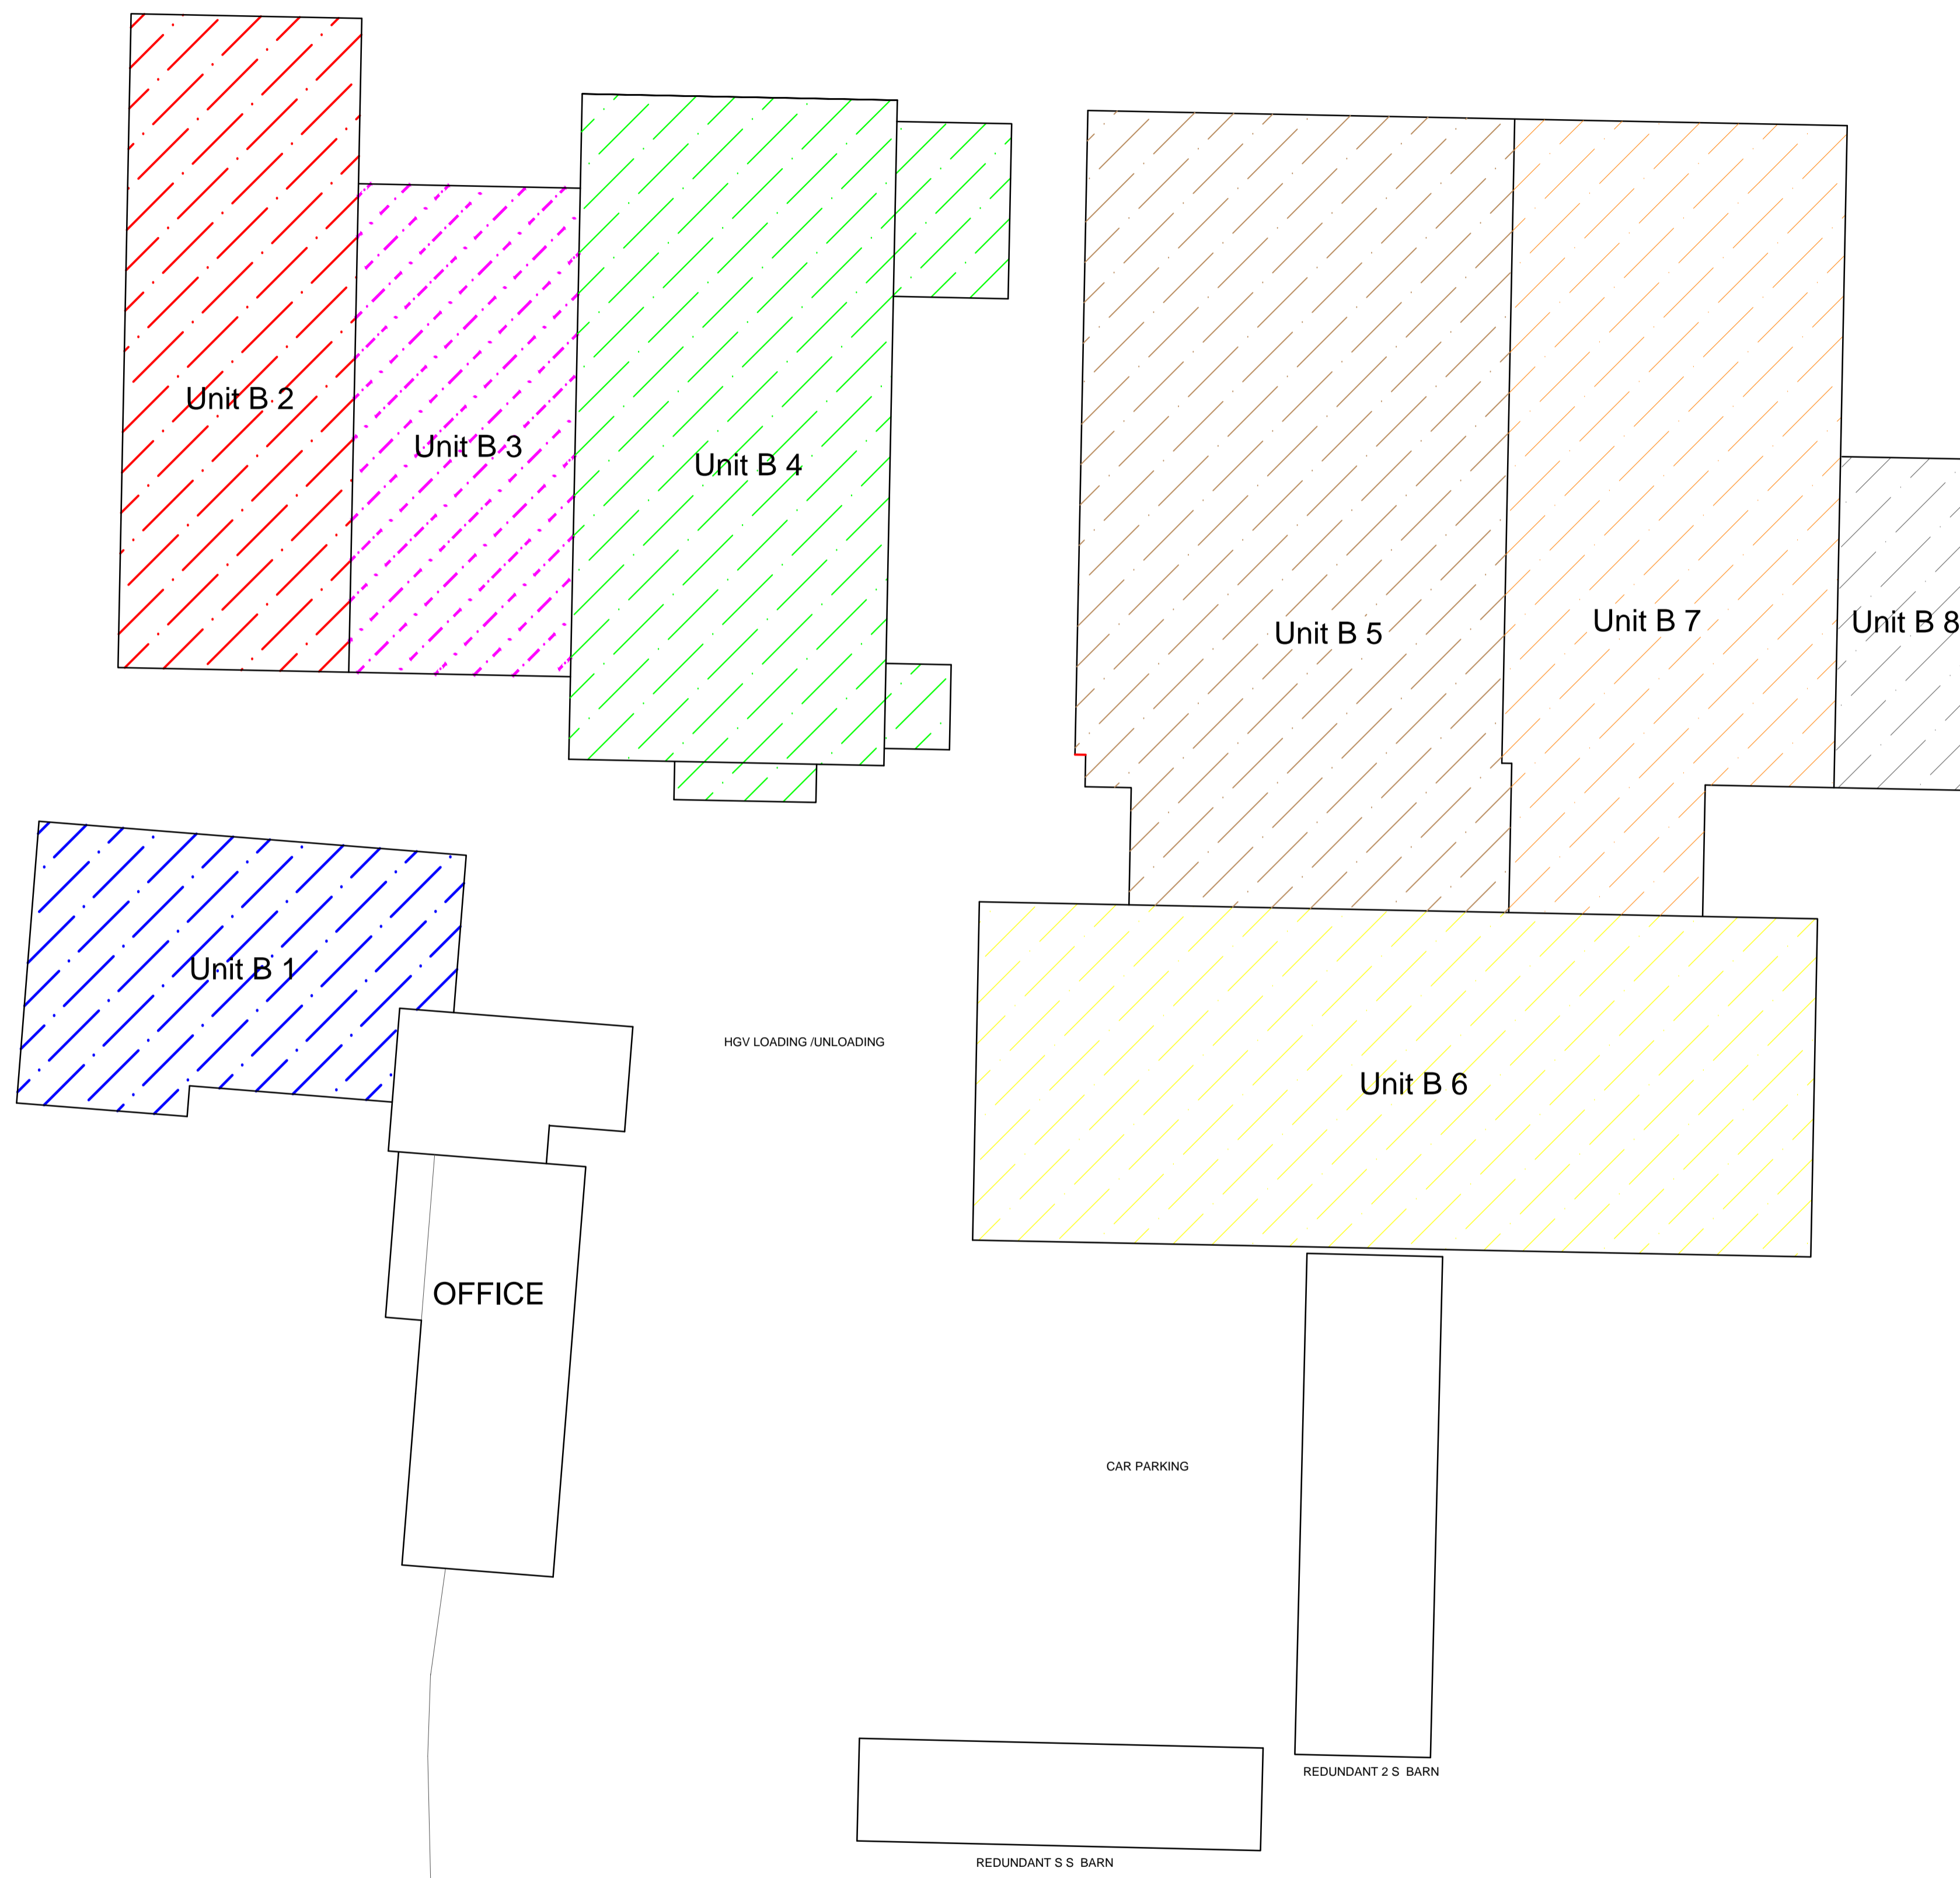 Unit B 2
Unit B 3
Unit B 4
Unit B 5
Unit B 7
Unit B 8
Unit B 1
HGV LOADING /UNLOADING
Unit B 6
OFFICE
CAR PARKING
REDUNDANT 2 S  BARN
REDUNDANT S S  BARN